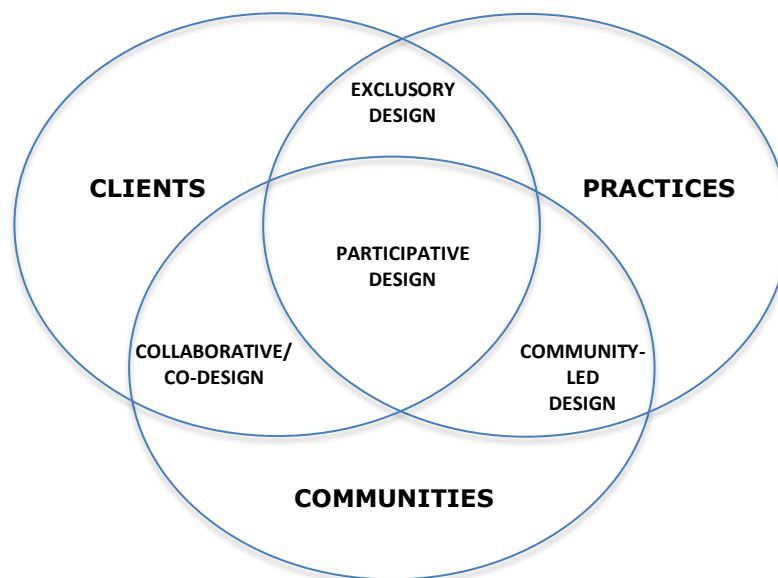 EXCLUSORY
DESIGN
CLIENTS
PRACTICES
PARTICIPATIVE
DESIGN
COLLABORATIVE/
CO-DESIGN
COMMUNITY-
LED
DESIGN
COMMUNITIES